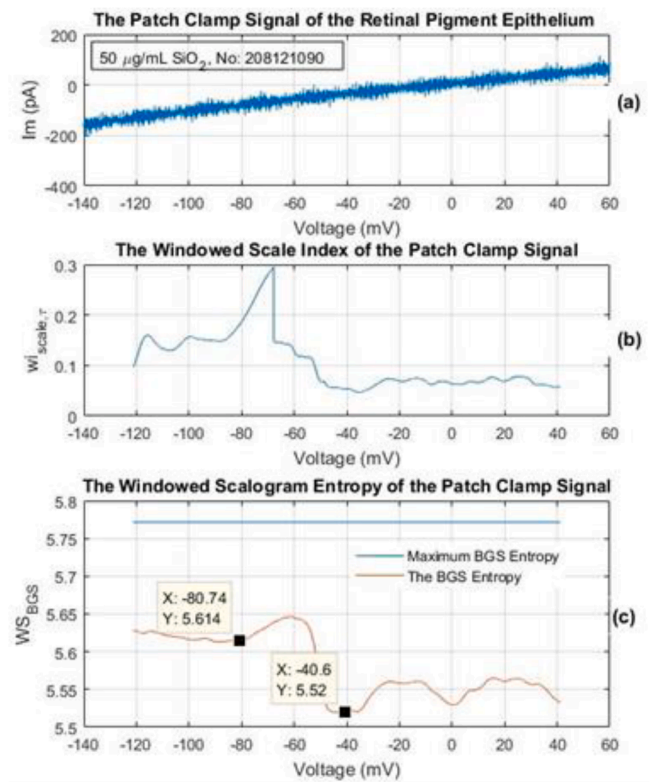 The Patch Clamp Signal of the Retinal Pigment Epithelium
200
0
-200
-400
Im (pA)
50 μg/mL SiO₂, No: 208121090
(a)
-140 -120 -100 -80 -60 -40 -20 0 20 40 60
Voltage (mV)
The Windowed Scale Index of the Patch Clamp Signal
0.3
0.2
0.1
0
wi_scale,τ
(b)
-140 -120 -100 -80 -60 -40 -20 0 20 40 60
Voltage (mV)
The Windowed Scalogram Entropy of the Patch Clamp Signal
5.8
5.75
5.7
5.65
5.6
5.55
5.5
WS_BGS
Maximum BGS Entropy
The BGS Entropy
X: -80.74
Y: 5.614
X: -40.6
Y: 5.52
(c)
-140 -120 -100 -80 -60 -40 -20 0 20 40 60
Voltage (mV)